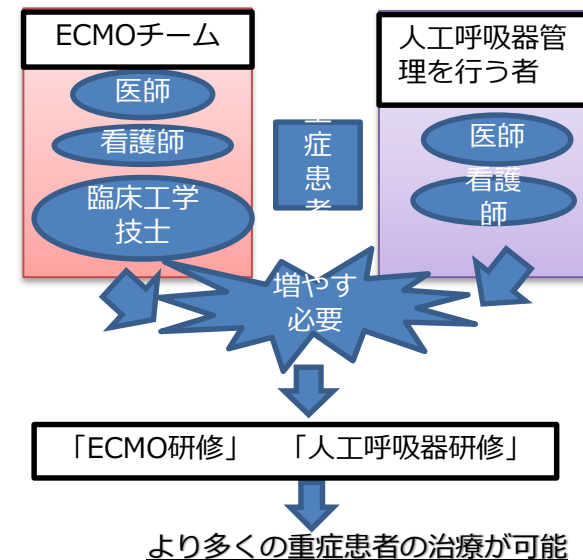 ECMOチーム
医師
看護師
臨床工学
技士
症
患
者
人工呼吸器管
理を行う者
医師
看護
師
増やす
必要
「ECMO研修」　「人工呼吸器研修」
より多くの重症患者の治療が可能